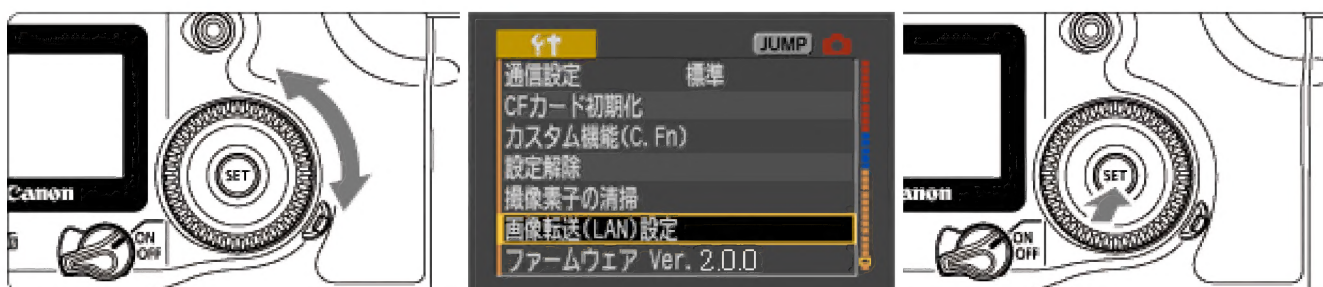 SET
Canon
ON
OFF
JUMP
通信設定 標準
CFカード初期化
カスタム機能(C.Fn)
設定解除
撮像素子の清掃
画像転送(LAN)設定
ファームウェア Ver. 2.0.0
SET
anon
ON
OFF